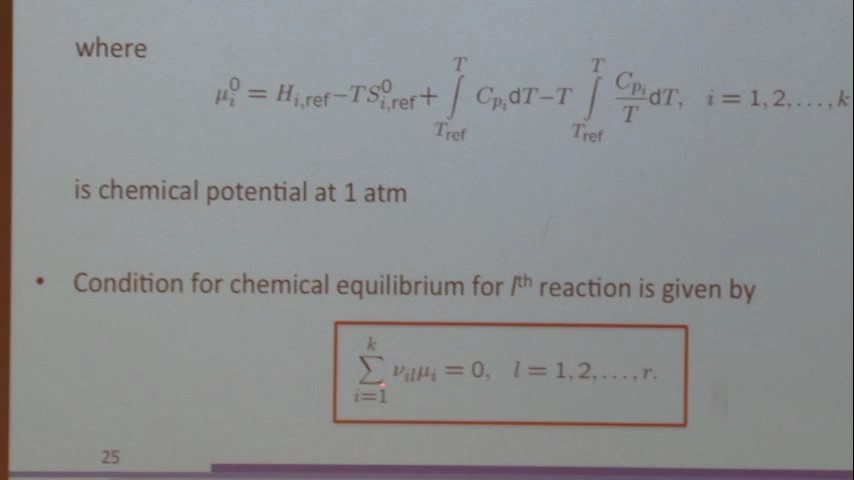 where
μ_i^0 = H_{i,ref} − TS^0_{i,ref} + ∫_{T_ref}^{T} C_{p_i} dT − T ∫_{T_ref}^{T} \frac{C_{p_i}}{T} dT, i = 1, 2, . . . , k
is chemical potential at 1 atm
• Condition for chemical equilibrium for l^th reaction is given by
∑_{i=1}^{k} ν_{il} μ_i = 0, l = 1, 2, . . . , r.
25